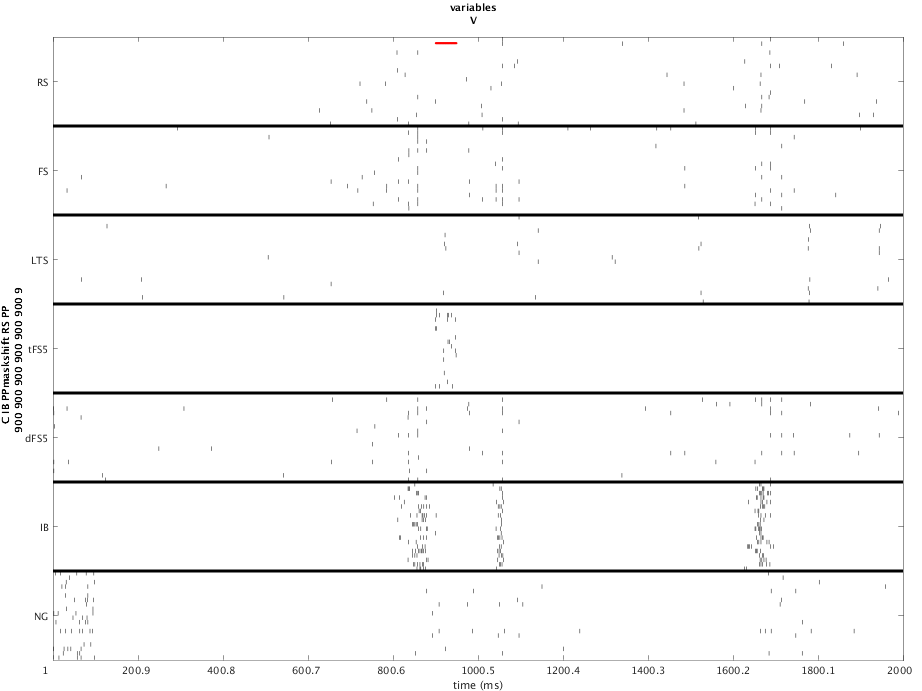 variables
V
RS
FS
LTS
tFS5
dFS5
IB
NG
C IB PPmaskshift RS PP
900 900 900 900 900 9
1
200.9
400.8
600.7
800.6
1000.5
1200.4
1400.3
1600.2
1800.1
2000
time (ms)